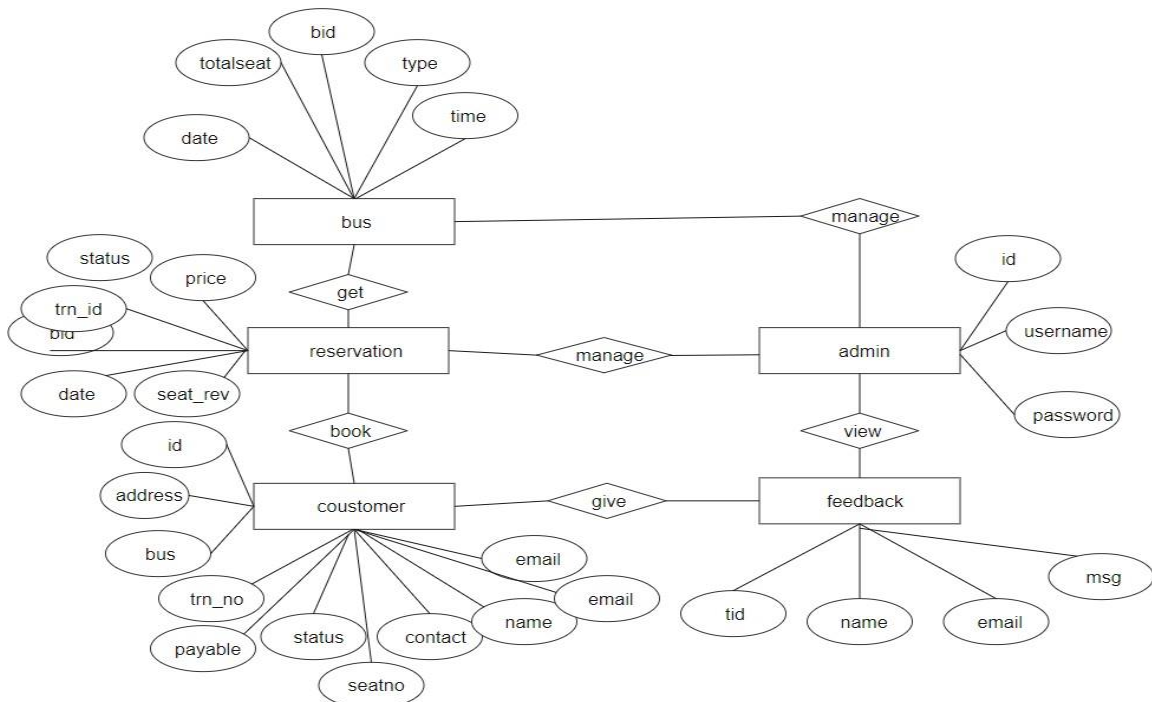 bid
totalseat
type
time
date
bus
manage
status
price
id
get
trn_id
bid
username
reservation
manage
admin
date
seat_rev
password
id
book
view
address
coustomer
give
feedback
bus
email
msg
trn_no
email
tid
name
email
payable
status
contact
name
seatno